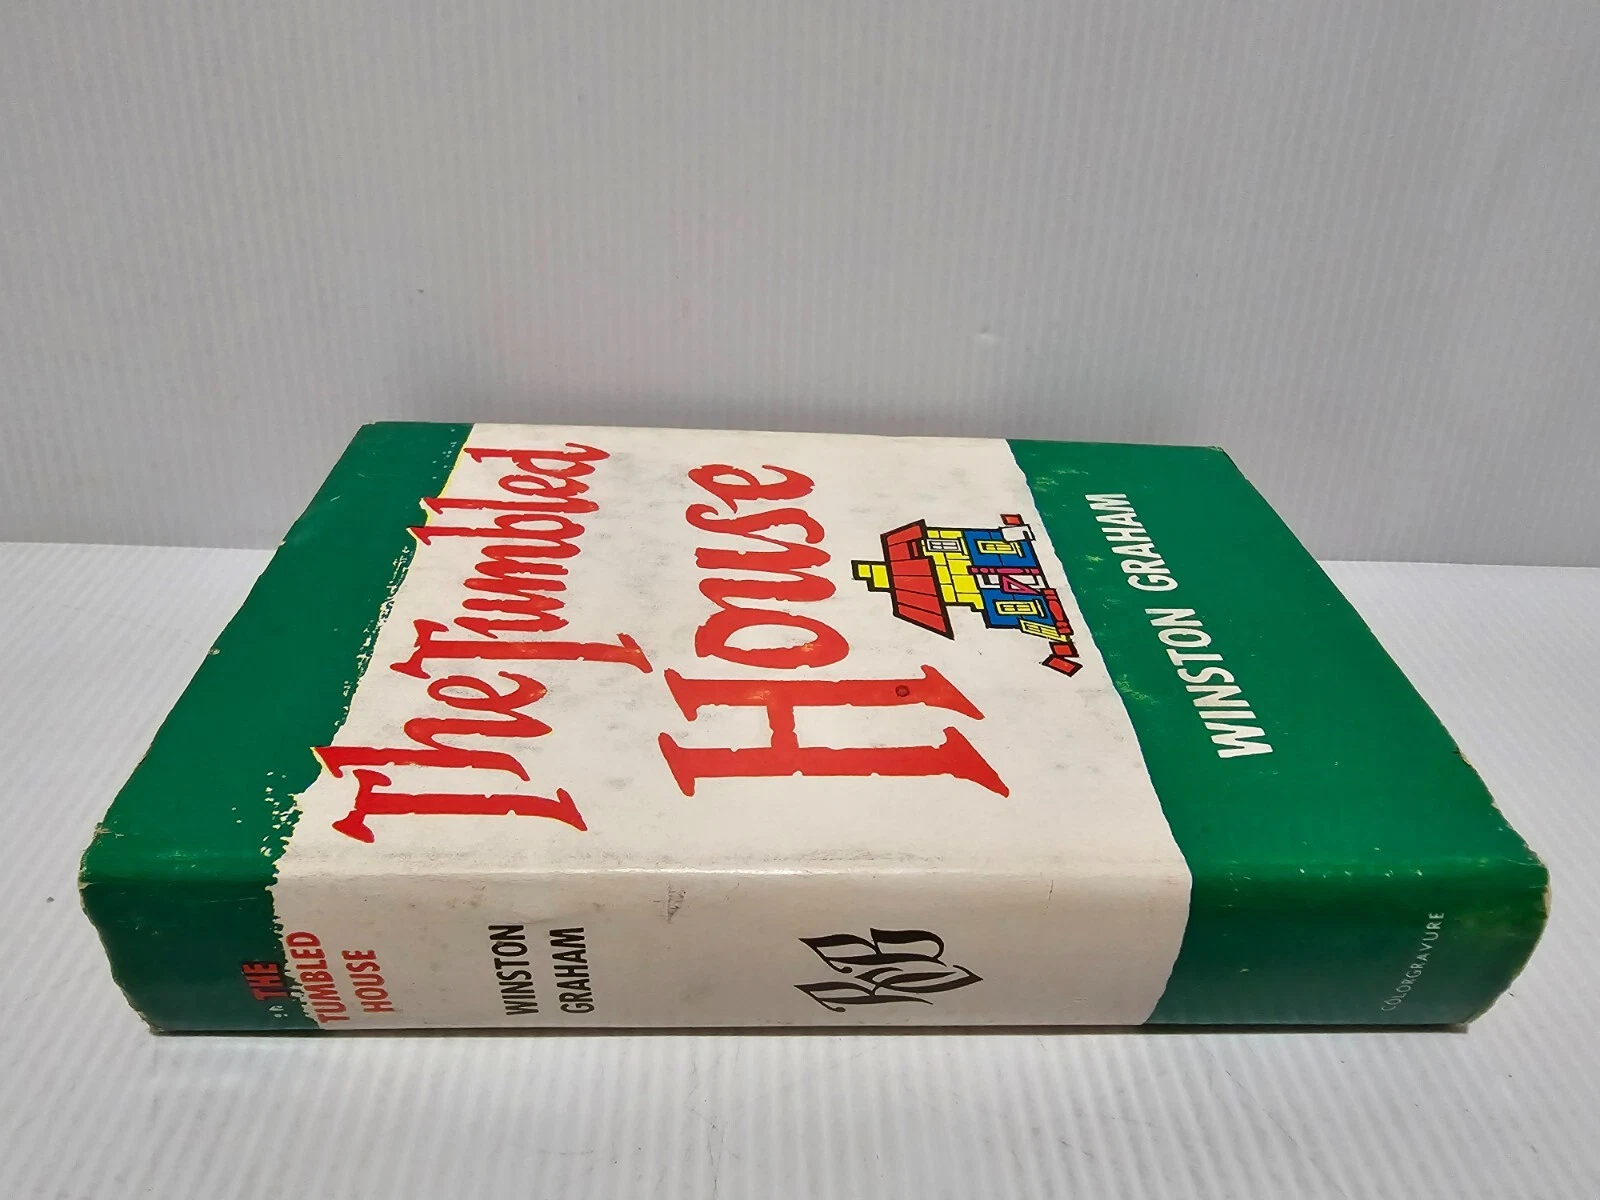 The Tumbled
House
WINSTON GRAHAM
THE
TUMBLED
HOUSE
WINSTON
GRAHAM
COLORGRAVURE